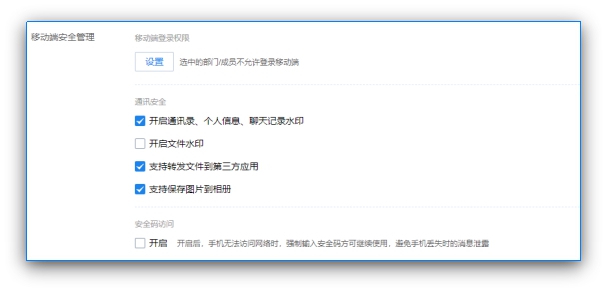 移动端安全管理
移动端登录权限
设置 选中的部门/成员不允许登录移动端
通讯安全
开启通讯录、个人信息、聊天记录水印
开启文件水印
支持转发文件到第三方应用
支持保存图片到相册
安全码访问
开启 开启后，手机无法访问网络时，强制输入安全码方可继续使用，避免手机丢失时的消息泄露